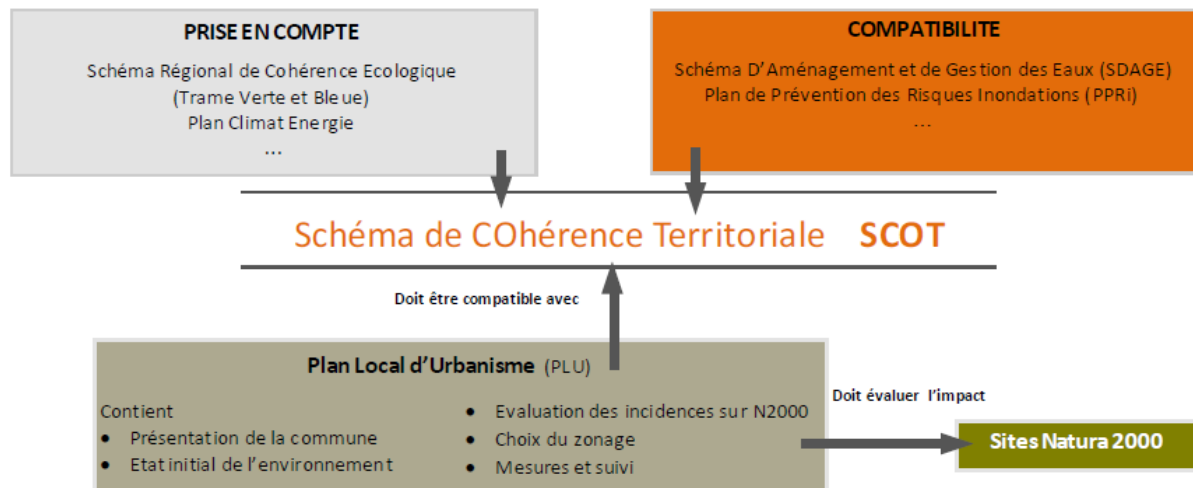 PRISE EN COMPTE
Schéma Régional de Cohérence Ecologique
(Trame Verte et Bleue)
Plan Climat Energie
...
COMPATIBILITE
Schéma D'Aménagement et de Gestion des Eaux (SDAGE)
Plan de Prévention des Risques Inondations (PPRi)
...
Schéma de COhérence Territoriale SCOT
Doit être compatible avec
Plan Local d'Urbanisme (PLU)
Contient
• Présentation de la commune
• Etat initial de l'environnement
• Evaluation des incidences sur N2000
• Choix du zonage
• Mesures et suivi
Doit évaluer l'impact
Sites Natura 2000